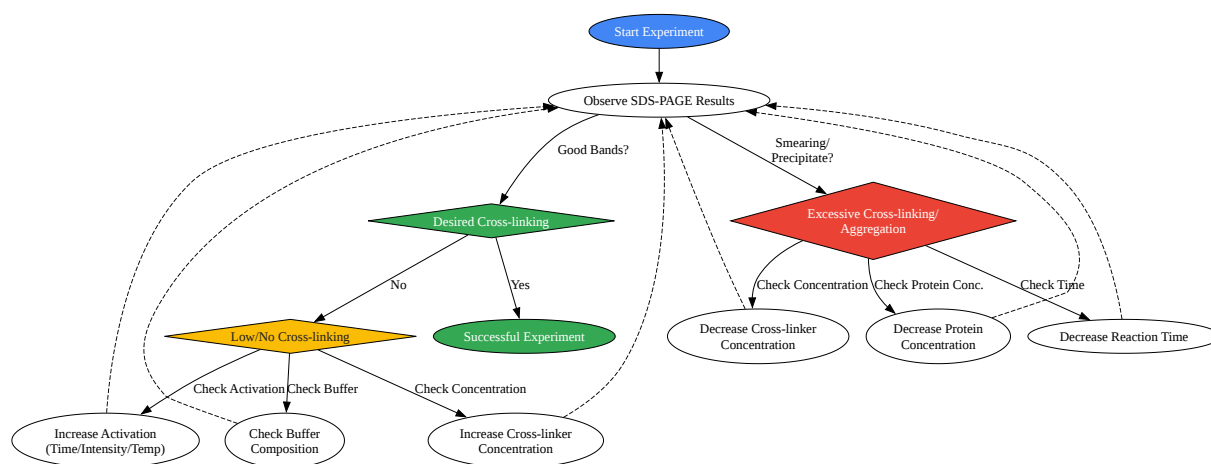 Start Experiment
Observe SDS-PAGE Results
Good Bands?
Smearing/
Precipitate?
Desired Cross-linking
Excessive Cross-linking/
Aggregation
No
Yes
Check Concentration
Check Protein Conc.
Check Time
Low/No Cross-linking
Successful Experiment
Decrease Cross-linker
Concentration
Decrease Protein
Concentration
Decrease Reaction Time
Check Activation
Check Buffer
Check Concentration
Increase Activation
(Time/Intensity/Temp)
Check Buffer
Composition
Increase Cross-linker
Concentration